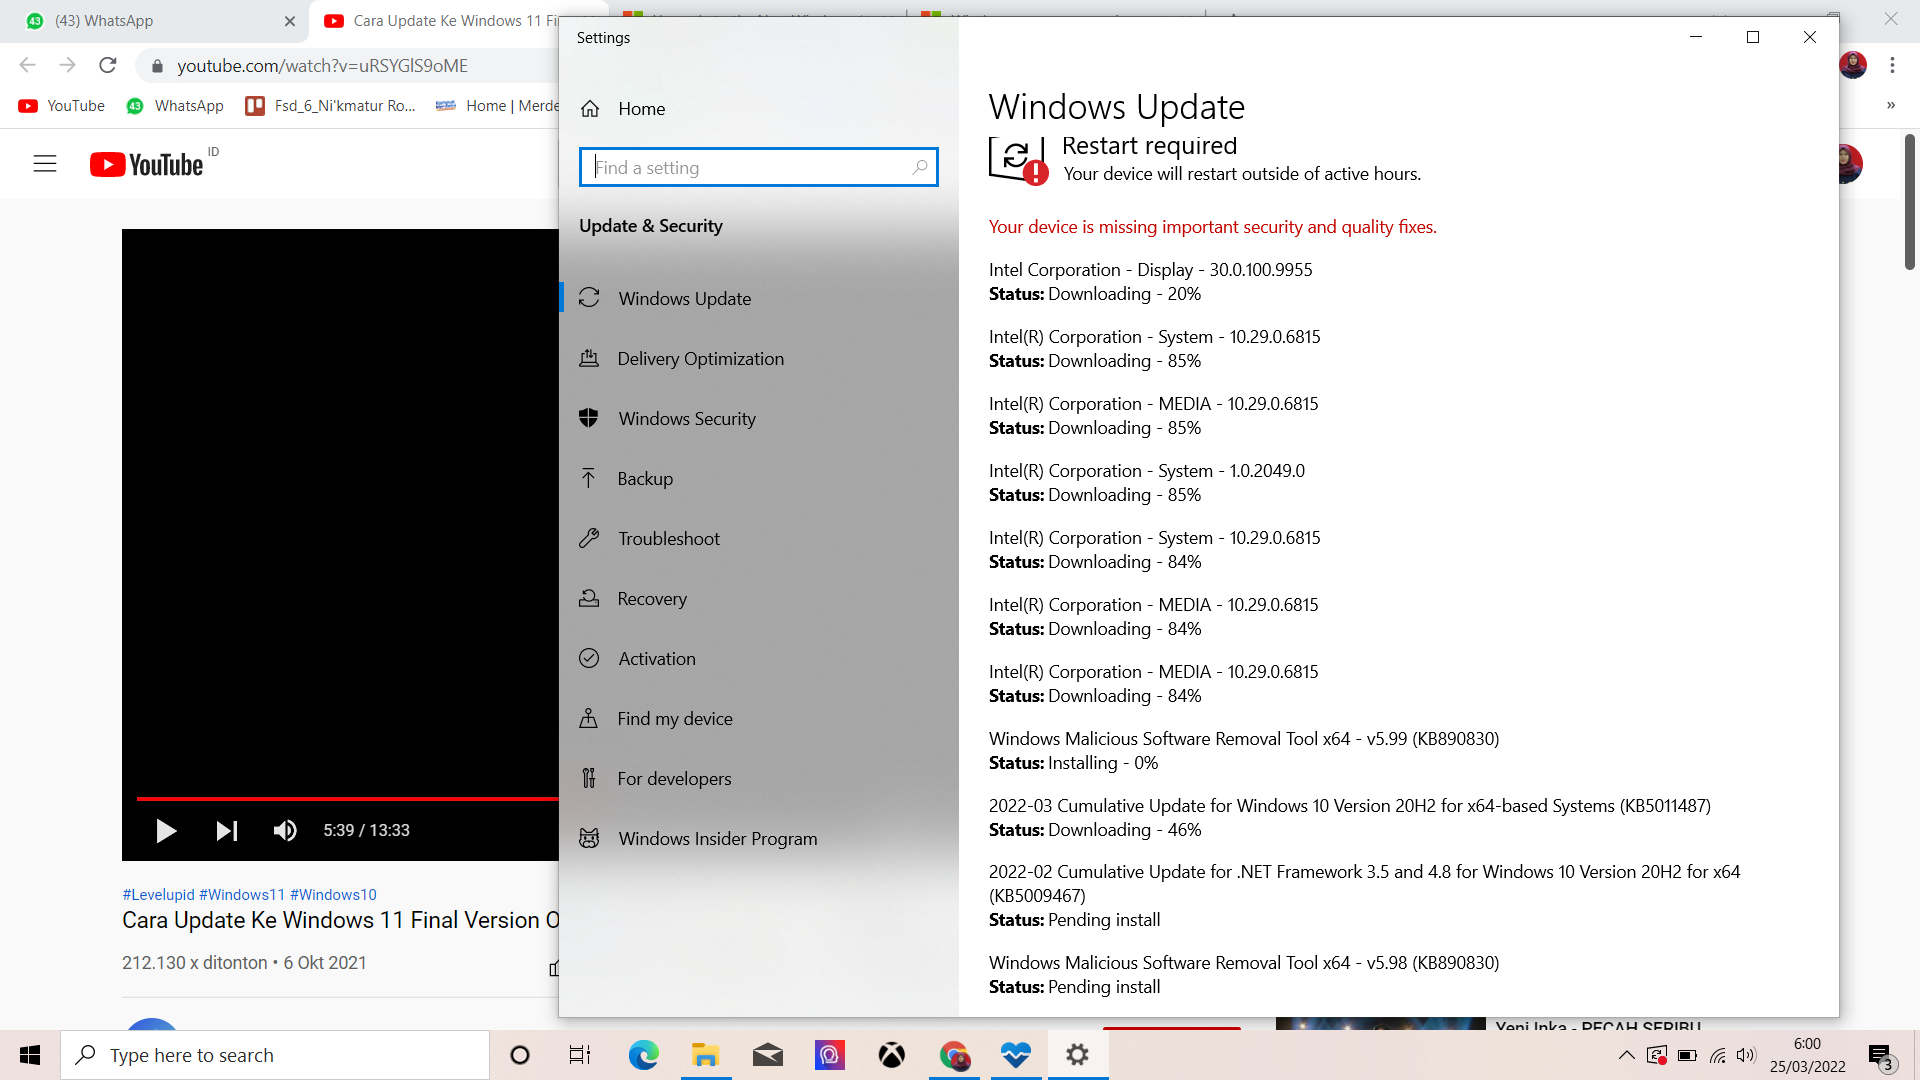 (43) WhatsApp
Cara Update Ke Windows 11 Fi
youtube.com/watch?v=uRSYGlS9oME
YouTube
43
WhatsApp
Fsd_6_Ni'kmatur Ro...
Home | Merde
»
YouTube
ID
5:39 / 13:33
#Levelupid #Windows11 #Windows10
Cara Update Ke Windows 11 Final Version O
212.130 x ditonton • 6 Okt 2021
Settings
Home
Find a setting
Update & Security
Windows Update
Delivery Optimization
Windows Security
Backup
Troubleshoot
Recovery
Activation
Find my device
For developers
Windows Insider Program
Windows Update
Restart required
Your device will restart outside of active hours.
Your device is missing important security and quality fixes.
Intel Corporation - Display - 30.0.100.9955
Status: Downloading - 20%
Intel(R) Corporation - System - 10.29.0.6815
Status: Downloading - 85%
Intel(R) Corporation - MEDIA - 10.29.0.6815
Status: Downloading - 85%
Intel(R) Corporation - System - 1.0.2049.0
Status: Downloading - 85%
Intel(R) Corporation - System - 10.29.0.6815
Status: Downloading - 84%
Intel(R) Corporation - MEDIA - 10.29.0.6815
Status: Downloading - 84%
Intel(R) Corporation - MEDIA - 10.29.0.6815
Status: Downloading - 84%
Windows Malicious Software Removal Tool x64 - v5.99 (KB890830)
Status: Installing - 0%
2022-03 Cumulative Update for Windows 10 Version 20H2 for x64-based Systems (KB5011487)
Status: Downloading - 46%
2022-02 Cumulative Update for .NET Framework 3.5 and 4.8 for Windows 10 Version 20H2 for x64
(KB5009467)
Status: Pending install
Windows Malicious Software Removal Tool x64 - v5.98 (KB890830)
Status: Pending install
Yeni Inka - PECAH SERIBU
Type here to search
6:00
25/03/2022
3